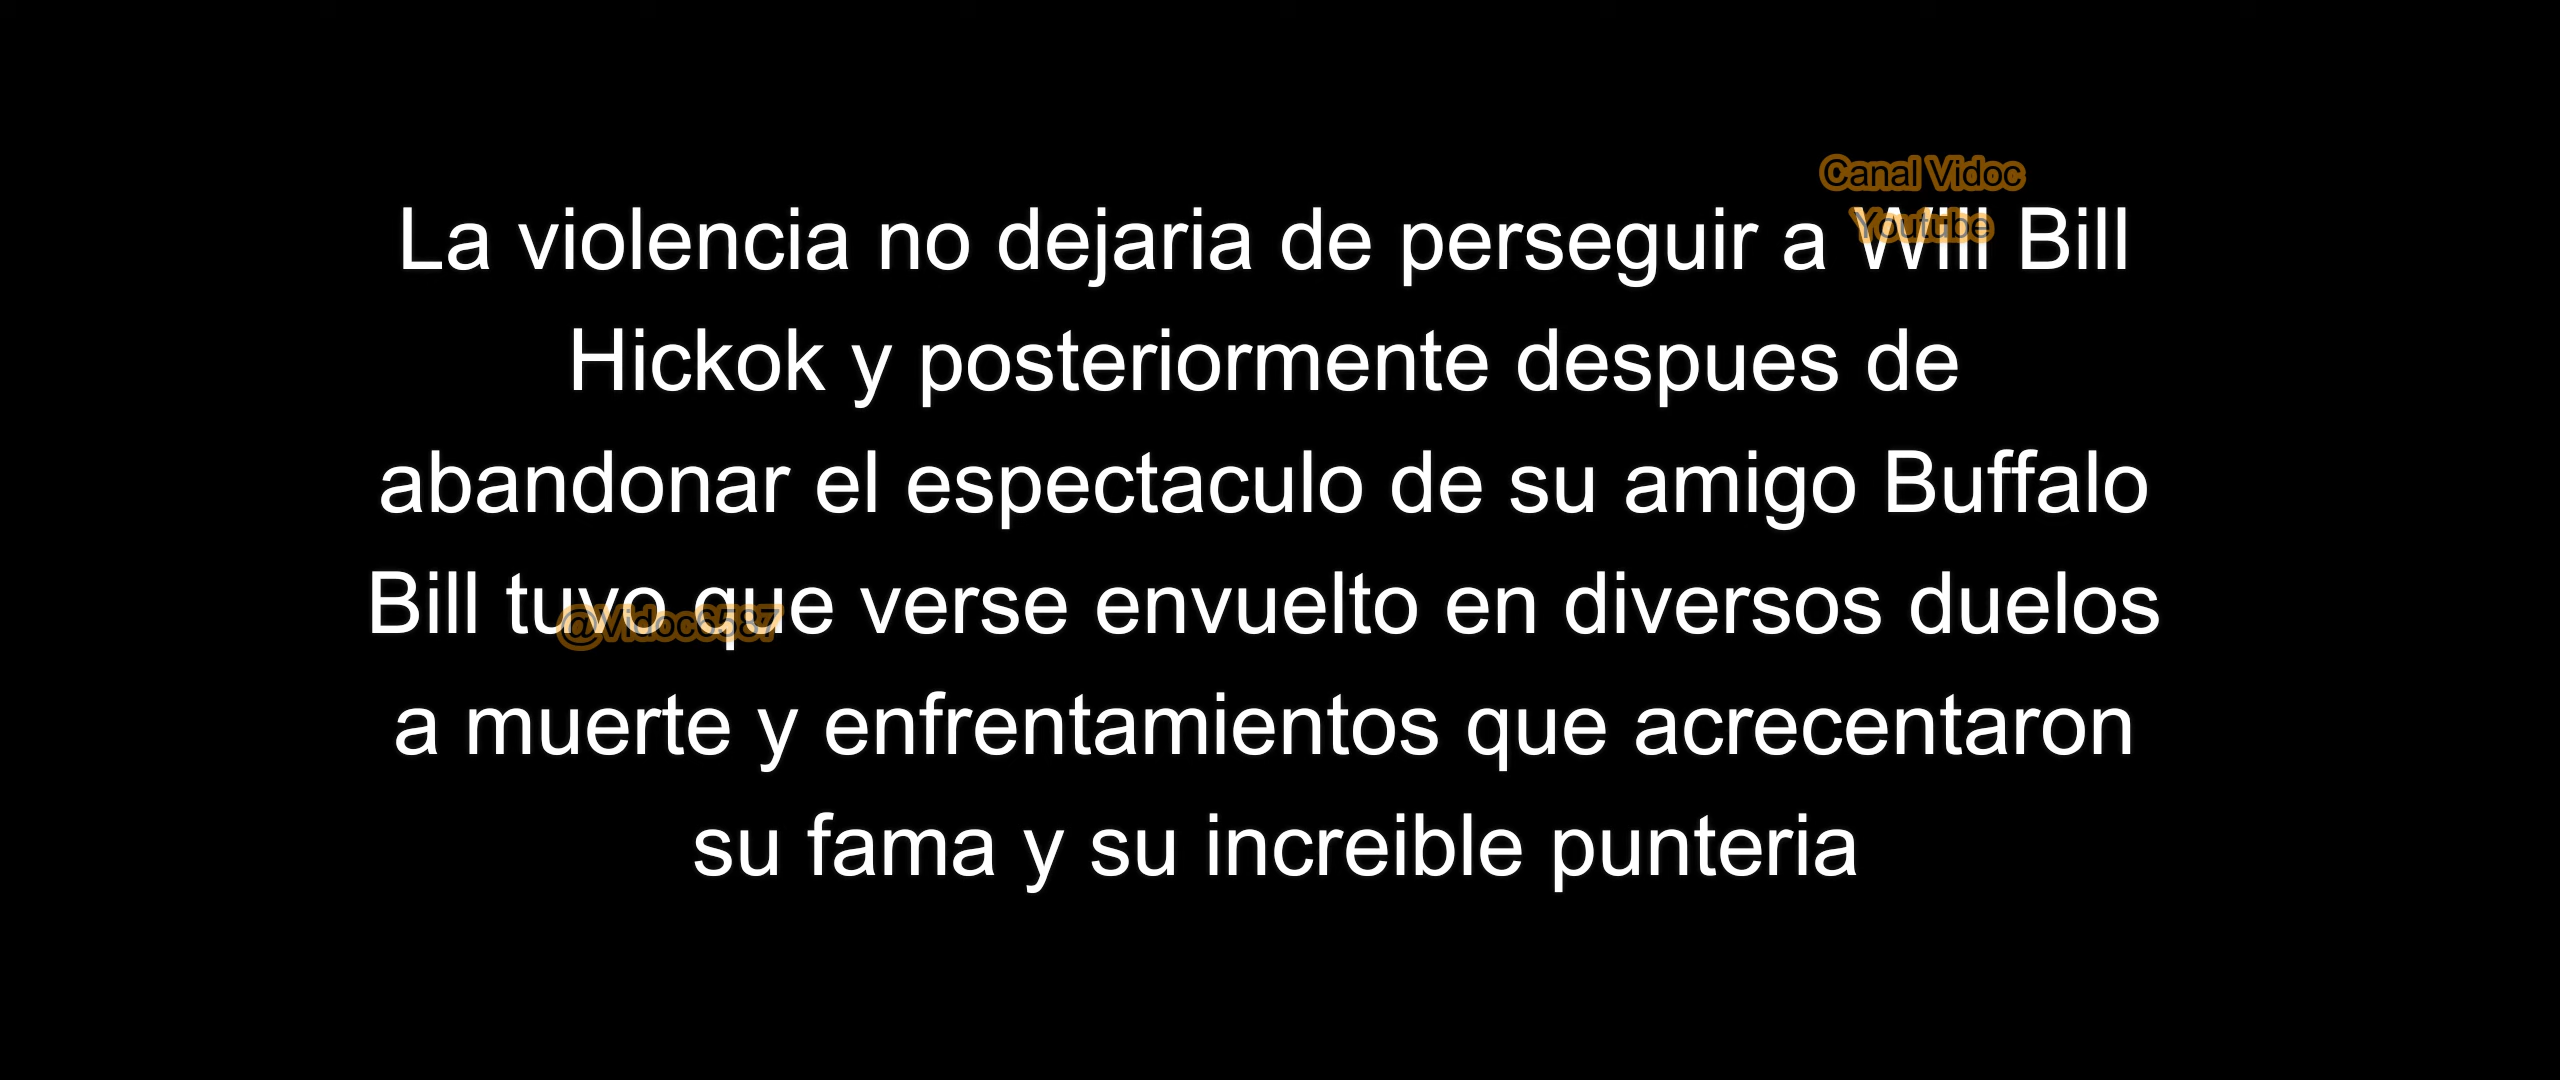 Canal Vidoc
Youtube
La violencia no dejaria de perseguir a Will Bill
Hickok y posteriormente despues de
abandonar el espectaculo de su amigo Buffalo
Bill tuvo que verse envuelto en diversos duelos
@Vidoc6587
a muerte y enfrentamientos que acrecentaron
su fama y su increible punteria